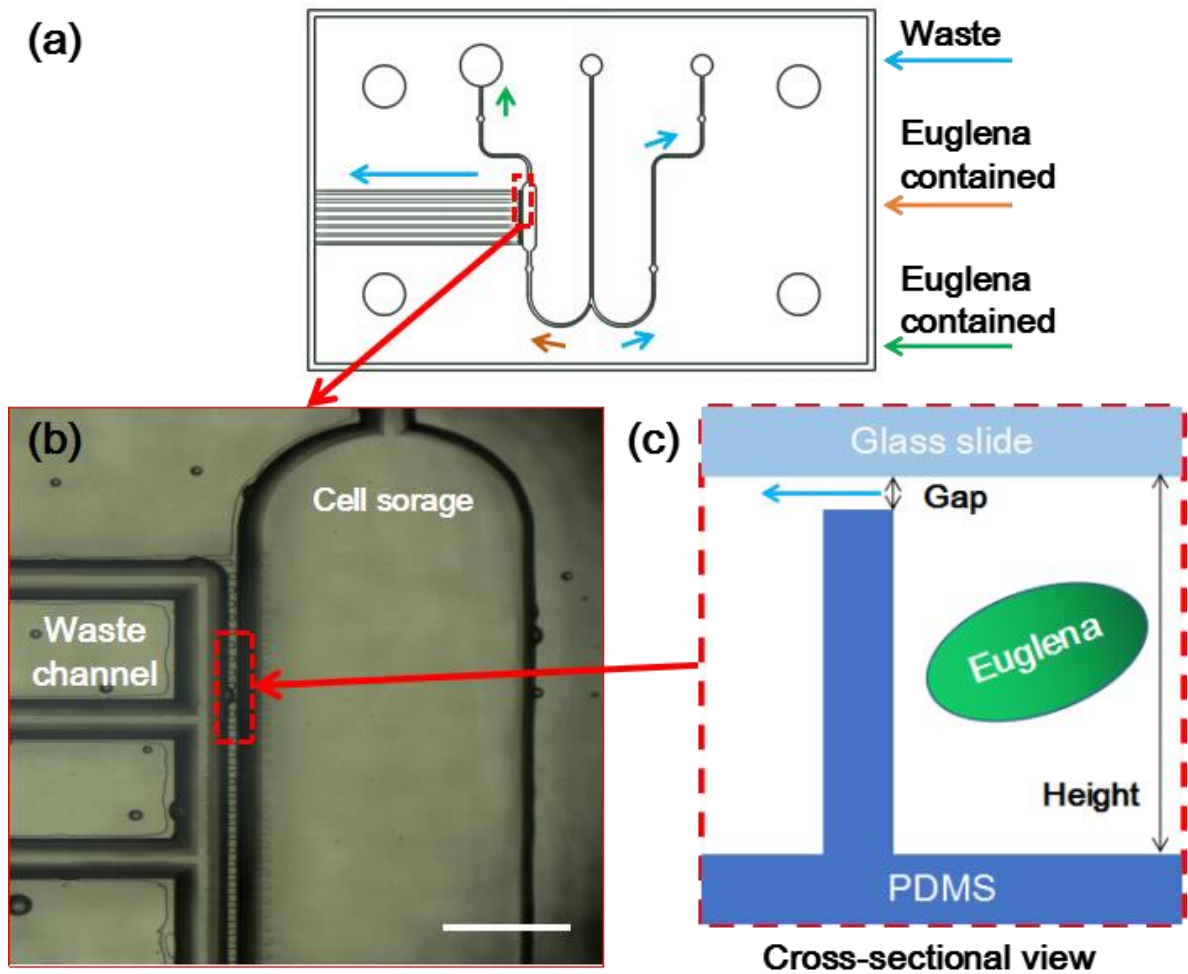 (a)
Waste
Euglena
contained
Euglena
contained
(b)
Cell sorage
Waste
channel
(c)
Glass slide
Gap
Euglena
Height
PDMS
Cross-sectional view